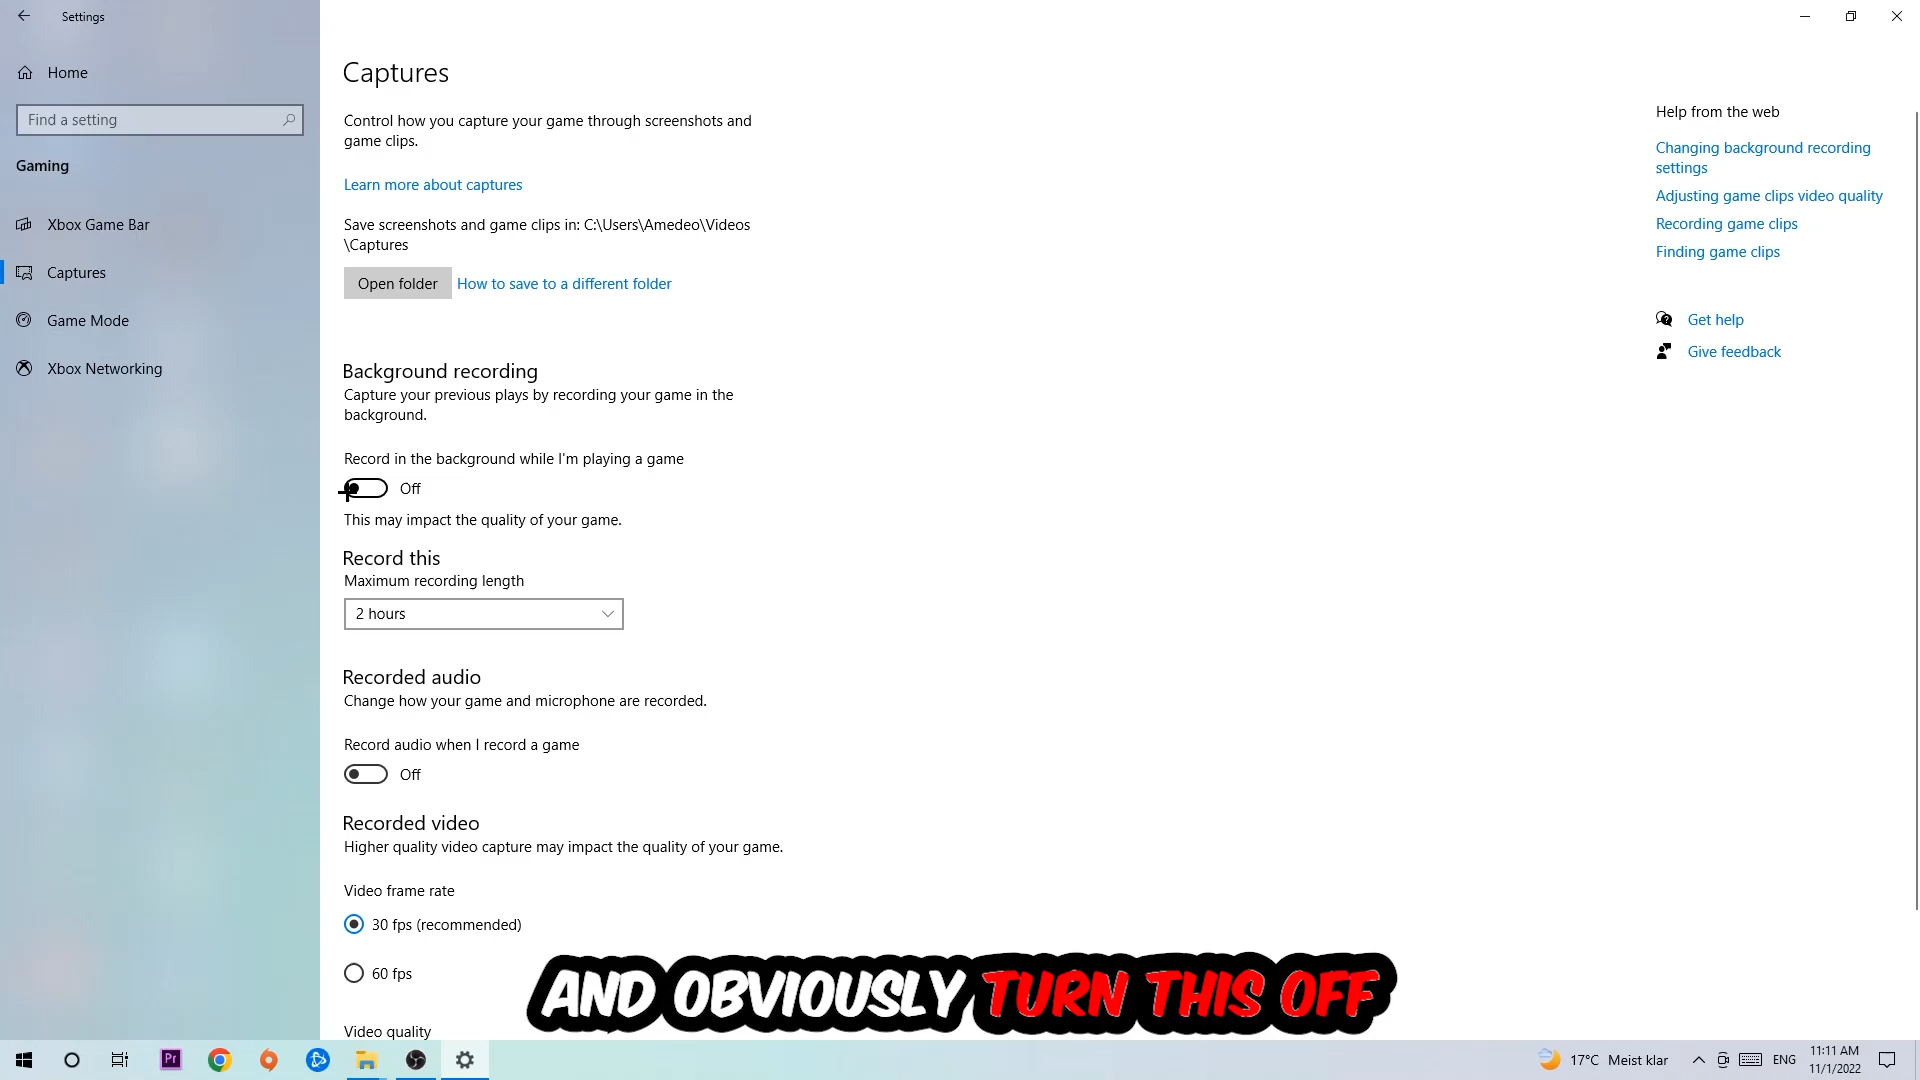 Settings
Home
Find a setting
Gaming
Xbox Game Bar
Captures
Game Mode
Xbox Networking
Captures
Control how you capture your game through screenshots and
game clips.
Learn more about captures
Save screenshots and game clips in: C:\Users\Amedeo\Videos
\Captures
Open folder
How to save to a different folder
Background recording
Capture your previous plays by recording your game in the
background.
Record in the background while I'm playing a game
Off
This may impact the quality of your game.
Record this
Maximum recording length
2 hours
Recorded audio
Change how your game and microphone are recorded.
Record audio when I record a game
Off
Recorded video
Higher quality video capture may impact the quality of your game.
Video frame rate
30 fps (recommended)
60 fps
Video quality
Help from the web
Changing background recording
settings
Adjusting game clips video quality
Recording game clips
Finding game clips
Get help
Give feedback
AND OBVIOUSLY TURN THIS OFF
Pr
17°C Meist klar
ENG
11:11 AM
11/1/2022